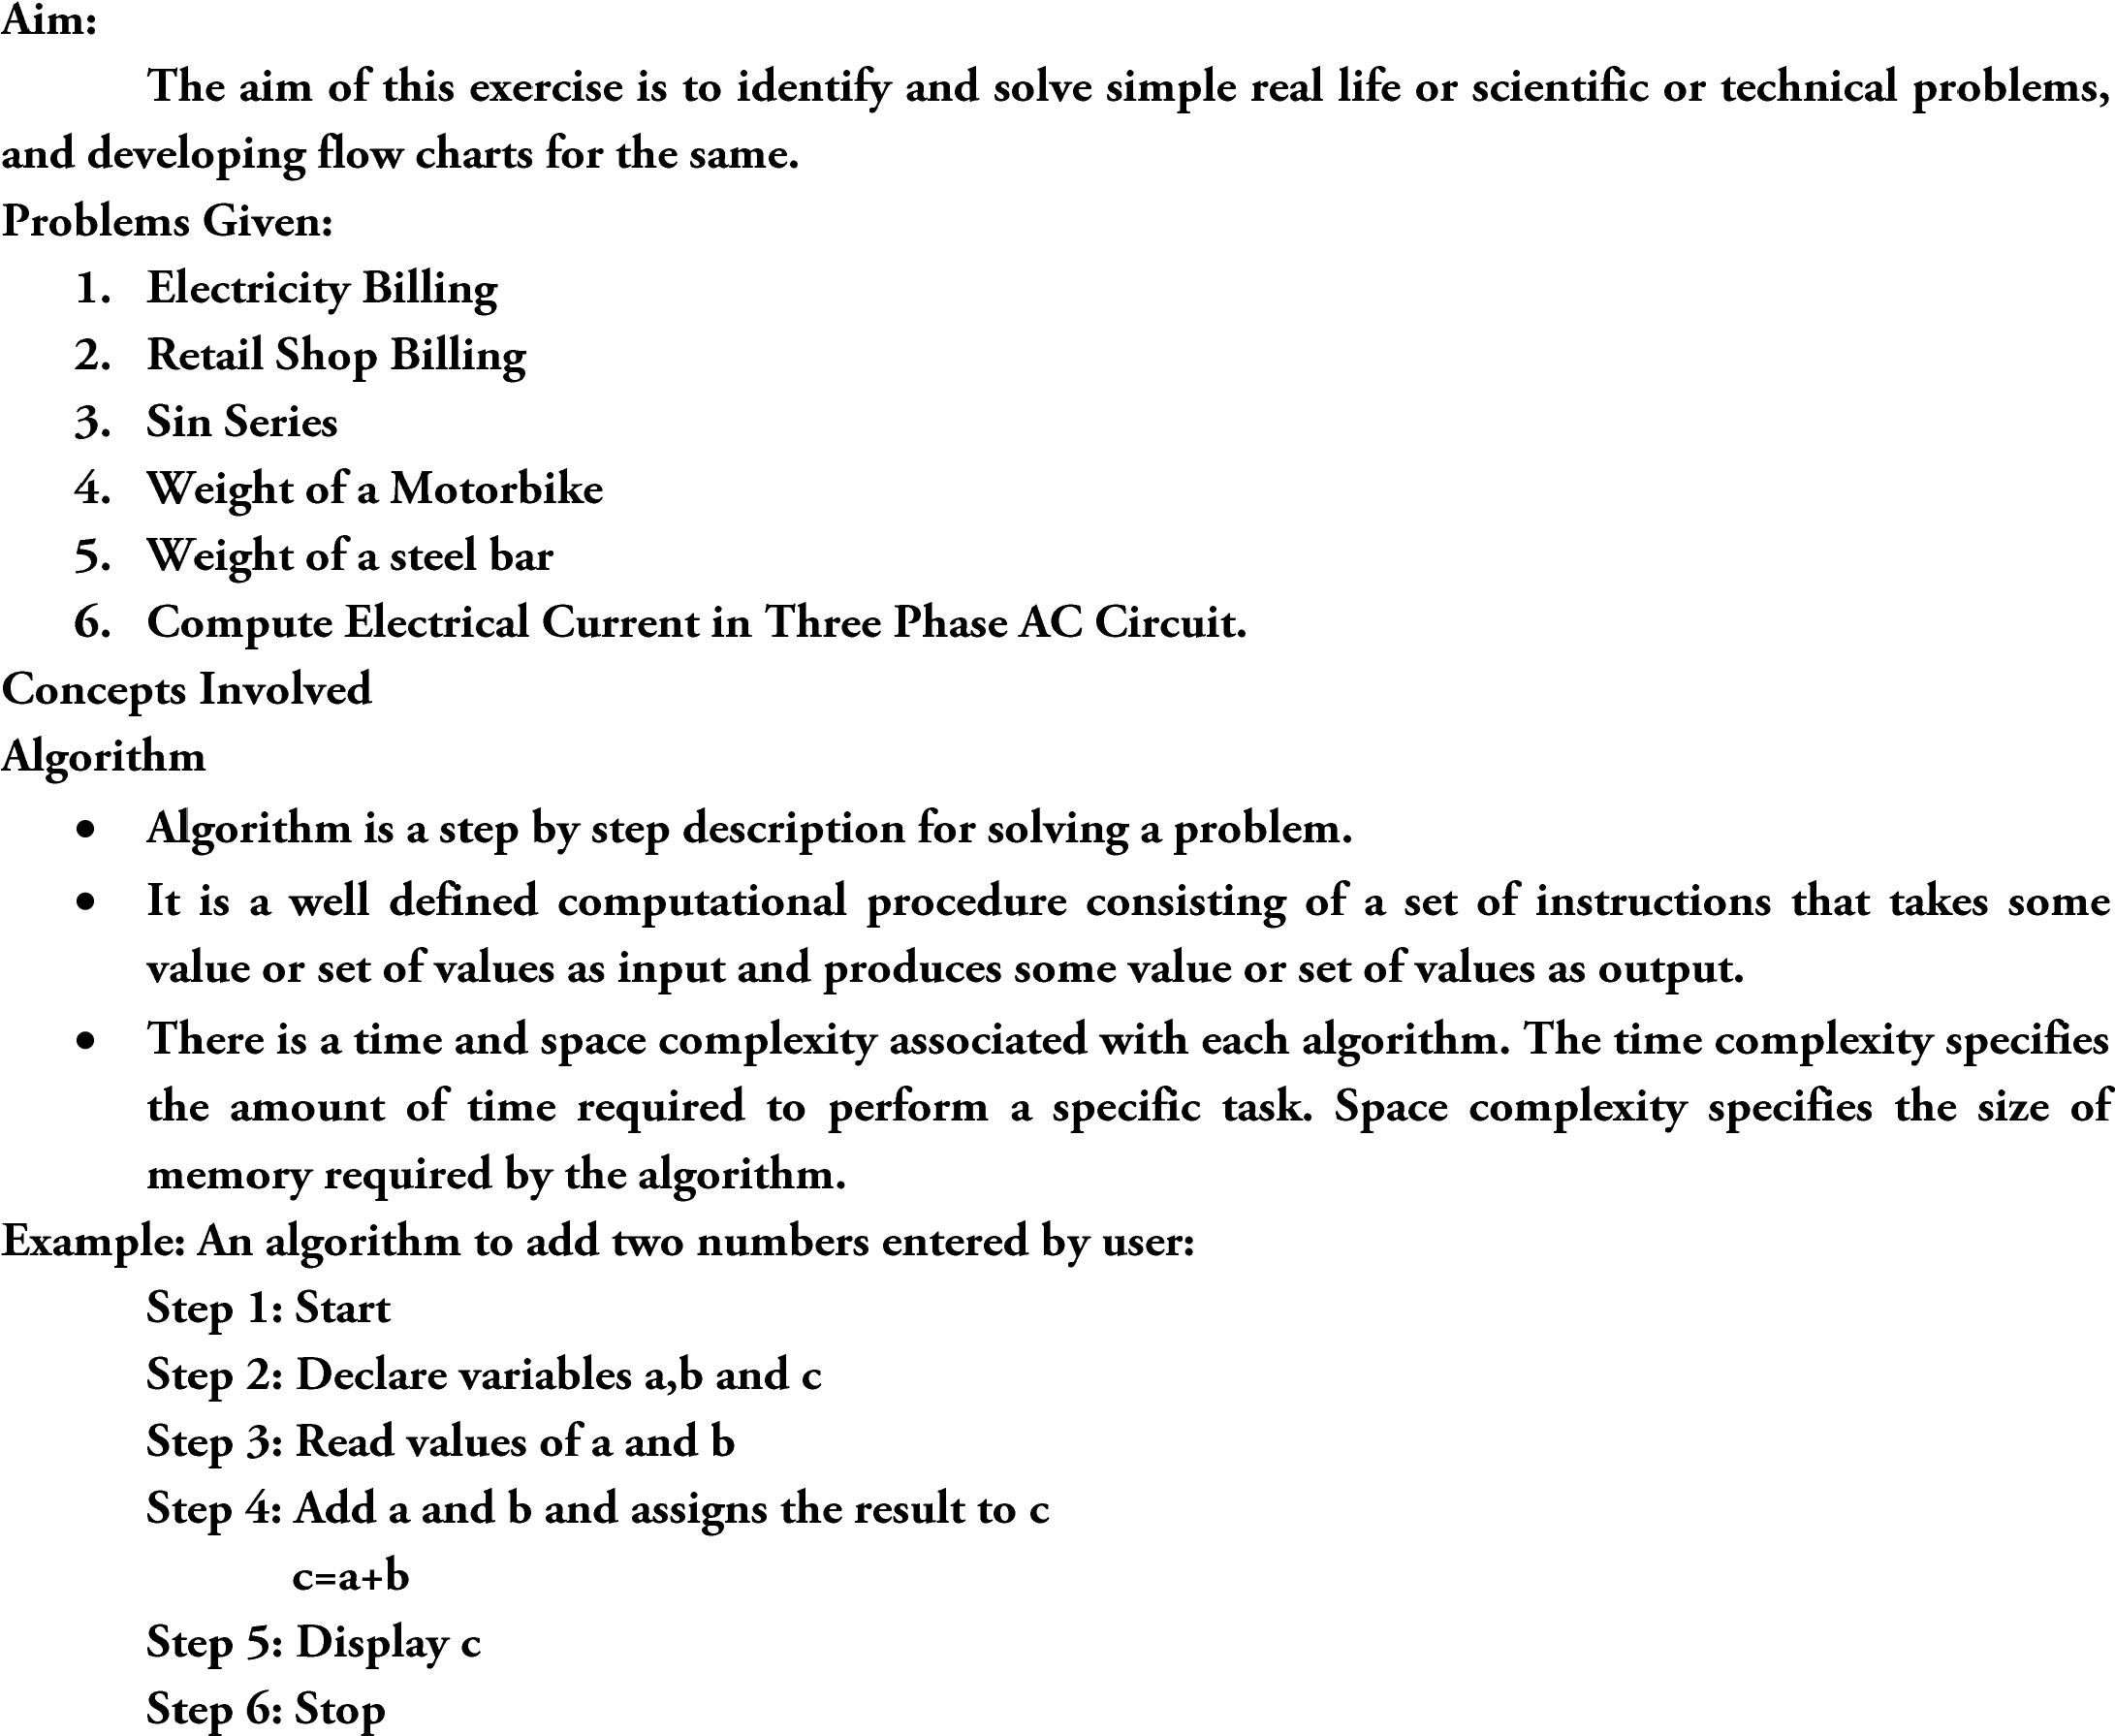 Aim:
The aim of this exercise is to identify and solve simple real life or scientific or technical problems,
and developing flow charts for the same.
Problems Given:
1. Electricity Billing
2. Retail Shop Billing
3. Sin Series
4. Weight of a Motorbike
5. Weight of a steel bar
6. Compute Electrical Current in Three Phase AC Circuit.
Concepts Involved
Algorithm
• Algorithm is a step by step description for solving a problem.
• It is a well defined computational procedure consisting of a set of instructions that takes some
value or set of values as input and produces some value or set of values as output.
• There is a time and space complexity associated with each algorithm. The time complexity specifies
the amount of time required to perform a specific task. Space complexity specifies the size of
memory required by the algorithm.
Example: An algorithm to add two numbers entered by user:
Step 1: Start
Step 2: Declare variables a,b and c
Step 3: Read values of a and b
Step 4: Add a and b and assigns the result to c
c=a+b
Step 5: Display c
Step 6: Stop